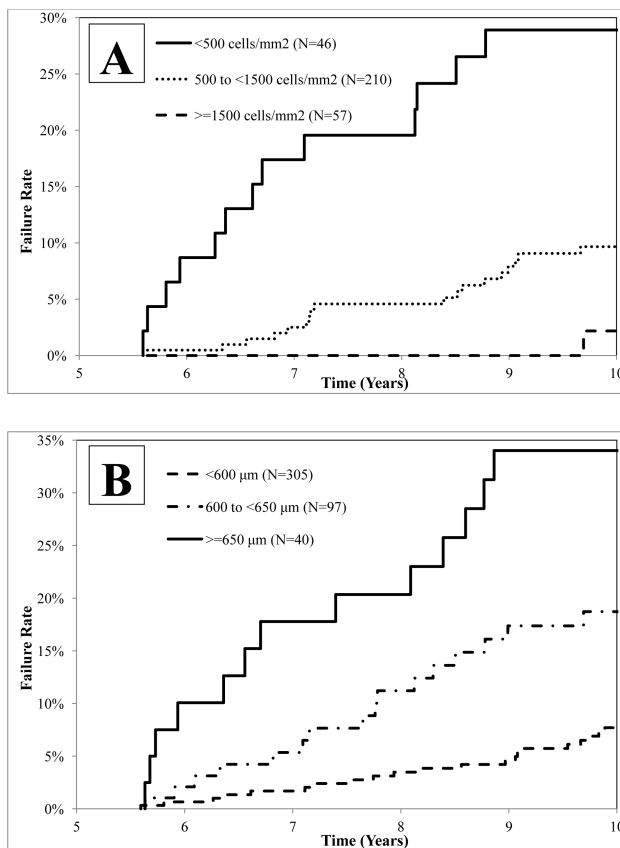 A
<500 cells/mm2 (N=46)
500 to <1500 cells/mm2 (N=210)
>=1500 cells/mm2 (N=57)
Failure Rate
30%
25%
20%
15%
10%
5%
0%
5 6 7 8 9 10
Time (Years)
B
<600 µm (N=305)
600 to <650 µm (N=97)
>=650 µm (N=40)
Failure Rate
35%
30%
25%
20%
15%
10%
5%
0%
5 6 7 8 9 10
Time (Years)